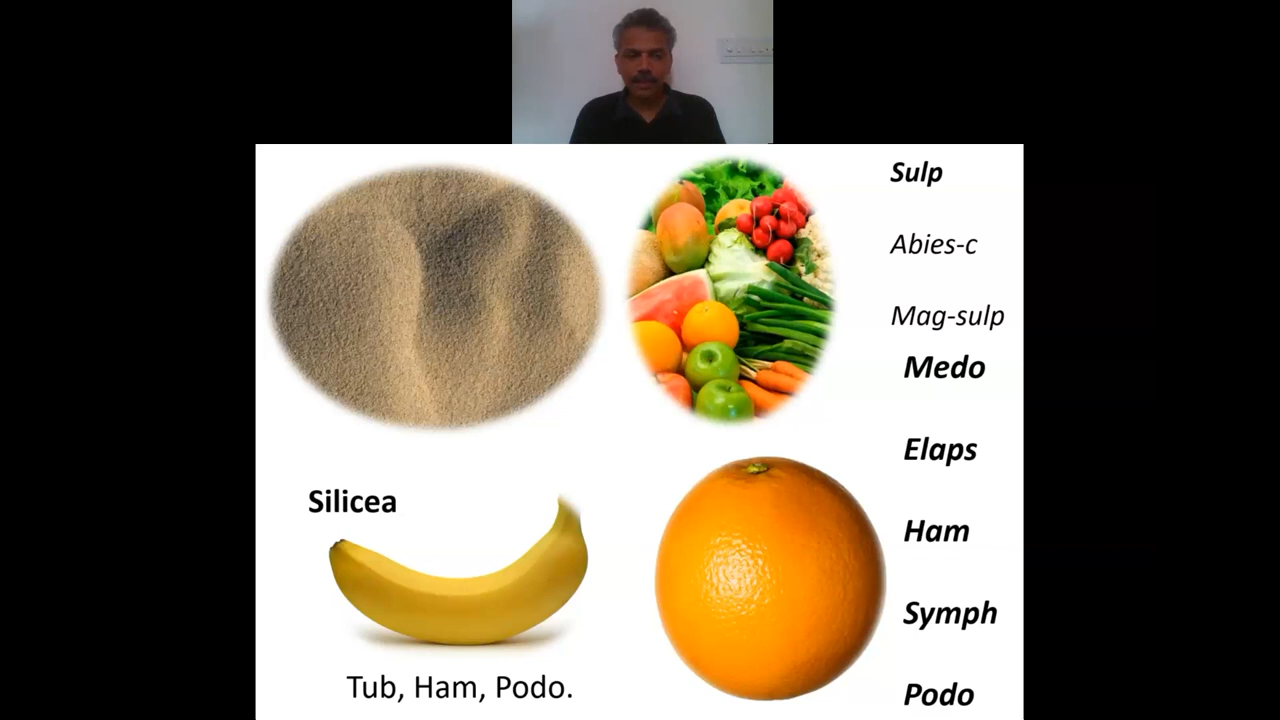 Sulp
Abies-c
Mag-sulp
Medo
Elaps
Silicea
Ham
Symph
Tub, Ham, Podo.
Podo